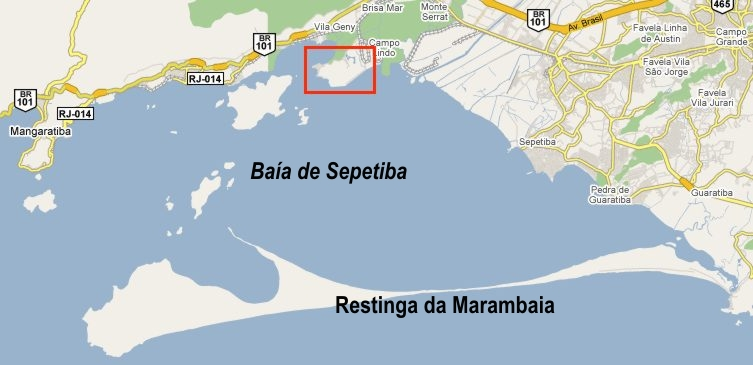 465
Brisa Mar
Monte
Serrat
Vila Geny
BR
101
Av. Brasil
Favela Linha
de Austin
Campo
Grande
BR
101
Campo
Lindo
Favela Vila
São Jorge
RJ-014
BR
101
Favela
Vila Jurari
RJ-014
Mangaratiba
Sepetiba
Baía de Sepetiba
Pedra de
Guaratiba
Guaratiba
Restinga da Marambaia